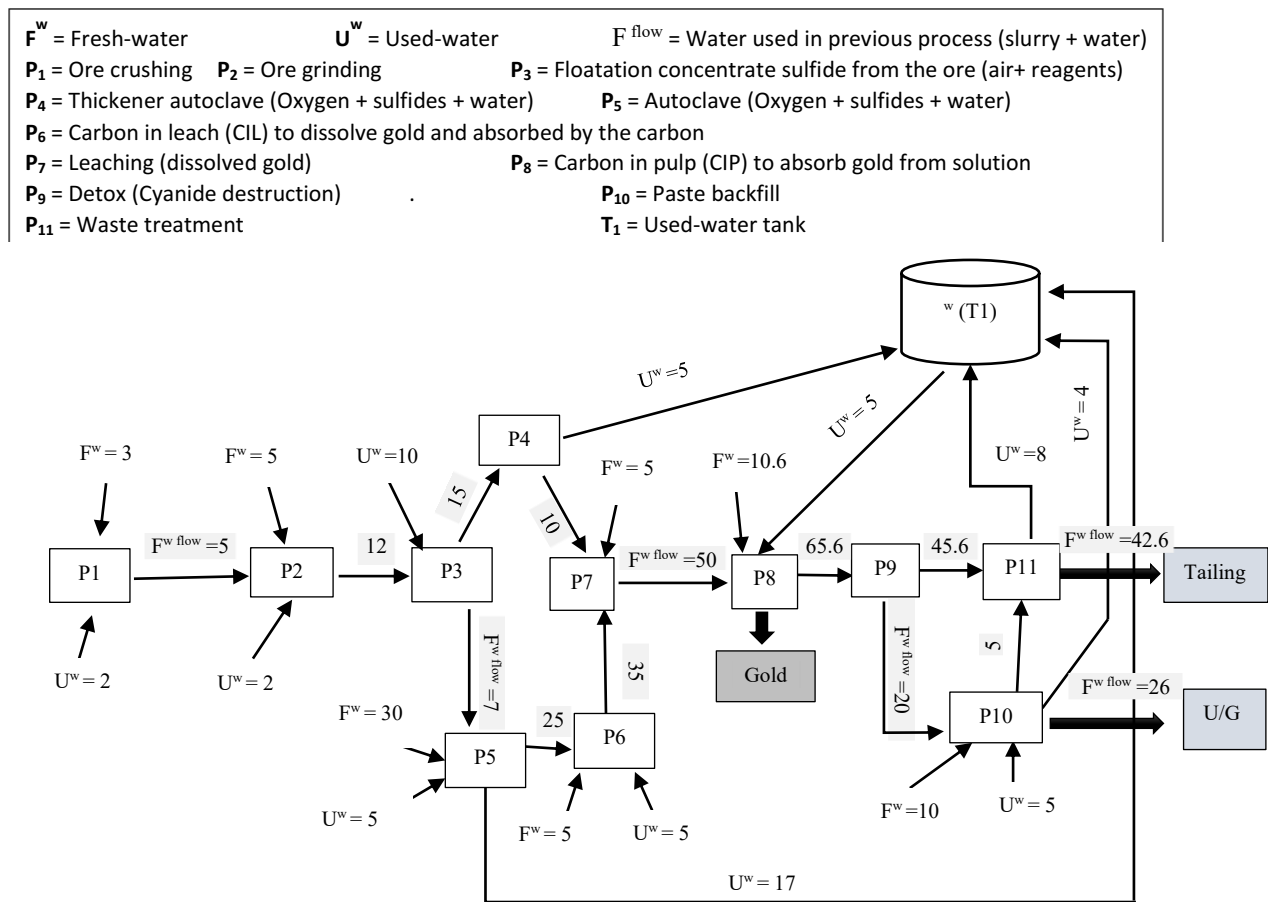 F^w = Fresh-water U^w = Used-water F^flow = Water used in previous process (slurry + water)
P₁ = Ore crushing P₂ = Ore grinding P₃ = Floatation concentrate sulfide from the ore (air+ reagents)
P₄ = Thickener autoclave (Oxygen + sulfides + water) P₅ = Autoclave (Oxygen + sulfides + water)
P₆ = Carbon in leach (CIL) to dissolve gold and absorbed by the carbon
P₇ = Leaching (dissolved gold) P₈ = Carbon in pulp (CIP) to absorb gold from solution
P₉ = Detox (Cyanide destruction) . P₁₀ = Paste backfill
P₁₁ = Waste treatment T₁ = Used-water tank
w (T1)
U^w =5
U^w = 5
U^w = 4
P4
F^w = 3
F^w = 5
U^w =10
F^w = 5
F^w =10.6
U^w =8
15
10
F^w flow =5
12
F^w flow =50
65.6
45.6
F^w flow =42.6
P1
P2
P3
P7
P8
P9
P11
Tailing
U^w = 2
U^w = 2
F^w flow =7
35
Gold
F^w flow =20
5
F^w flow =26
F^w = 30
25
P5
P6
P10
U/G
U^w = 5
F^w = 5
U^w = 5
F^w =10
U^w = 5
U^w = 17